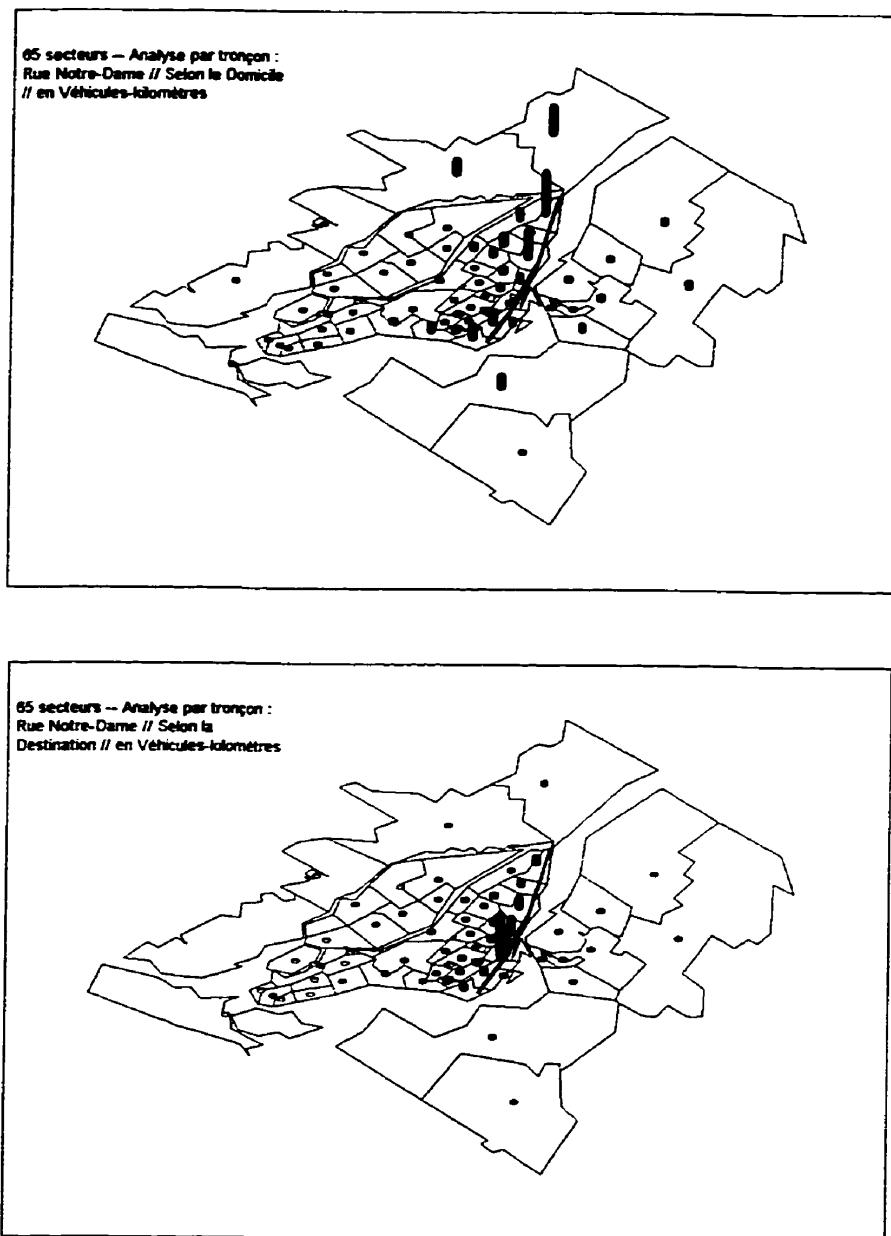 65 secteurs – Analyse par tronçon :
Rue Notre-Dame // Selon le Domicile
// en Véhicules-kilomètres
65 secteurs – Analyse par tronçon :
Rue Notre-Dame // Selon la
Destination // en Véhicules-kilomètres